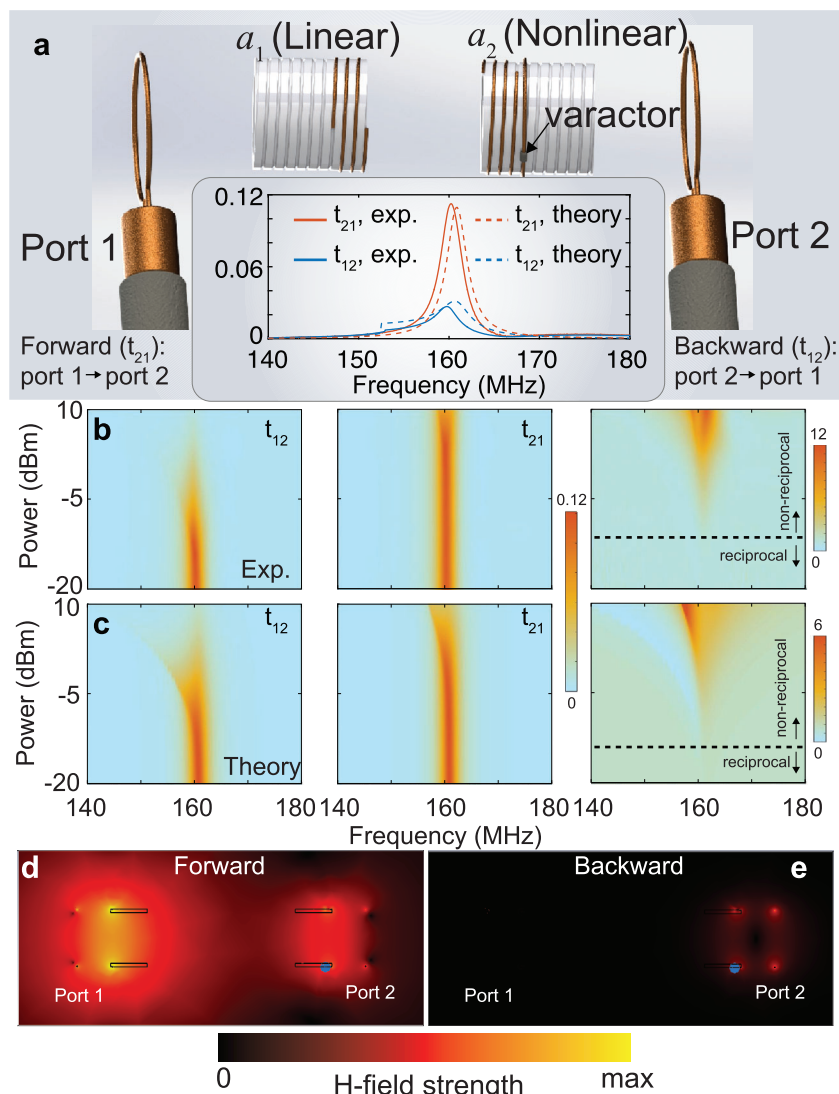 a
a1 (Linear)
a2 (Nonlinear)
varactor
Port 1
Port 2
0.12
0.06
0
t21, exp.
t21, theory
t12, exp.
t12, theory
140 150 160 170 180
Frequency (MHz)
Forward (t21):
port 1→port 2
Backward (t12):
port 2→port 1
b
Power (dBm)
10
-5
-20
t12
Exp.
t21
0.12
0
non-reciprocal
reciprocal
12
0
c
Power (dBm)
10
-5
-20
t12
Theory
t21
non-reciprocal
reciprocal
6
0
140 160 180
140 160 180
140 160 180
Frequency (MHz)
d
Forward
Port 1
Port 2
Backward
e
Port 1
Port 2
0
H-field strength
max